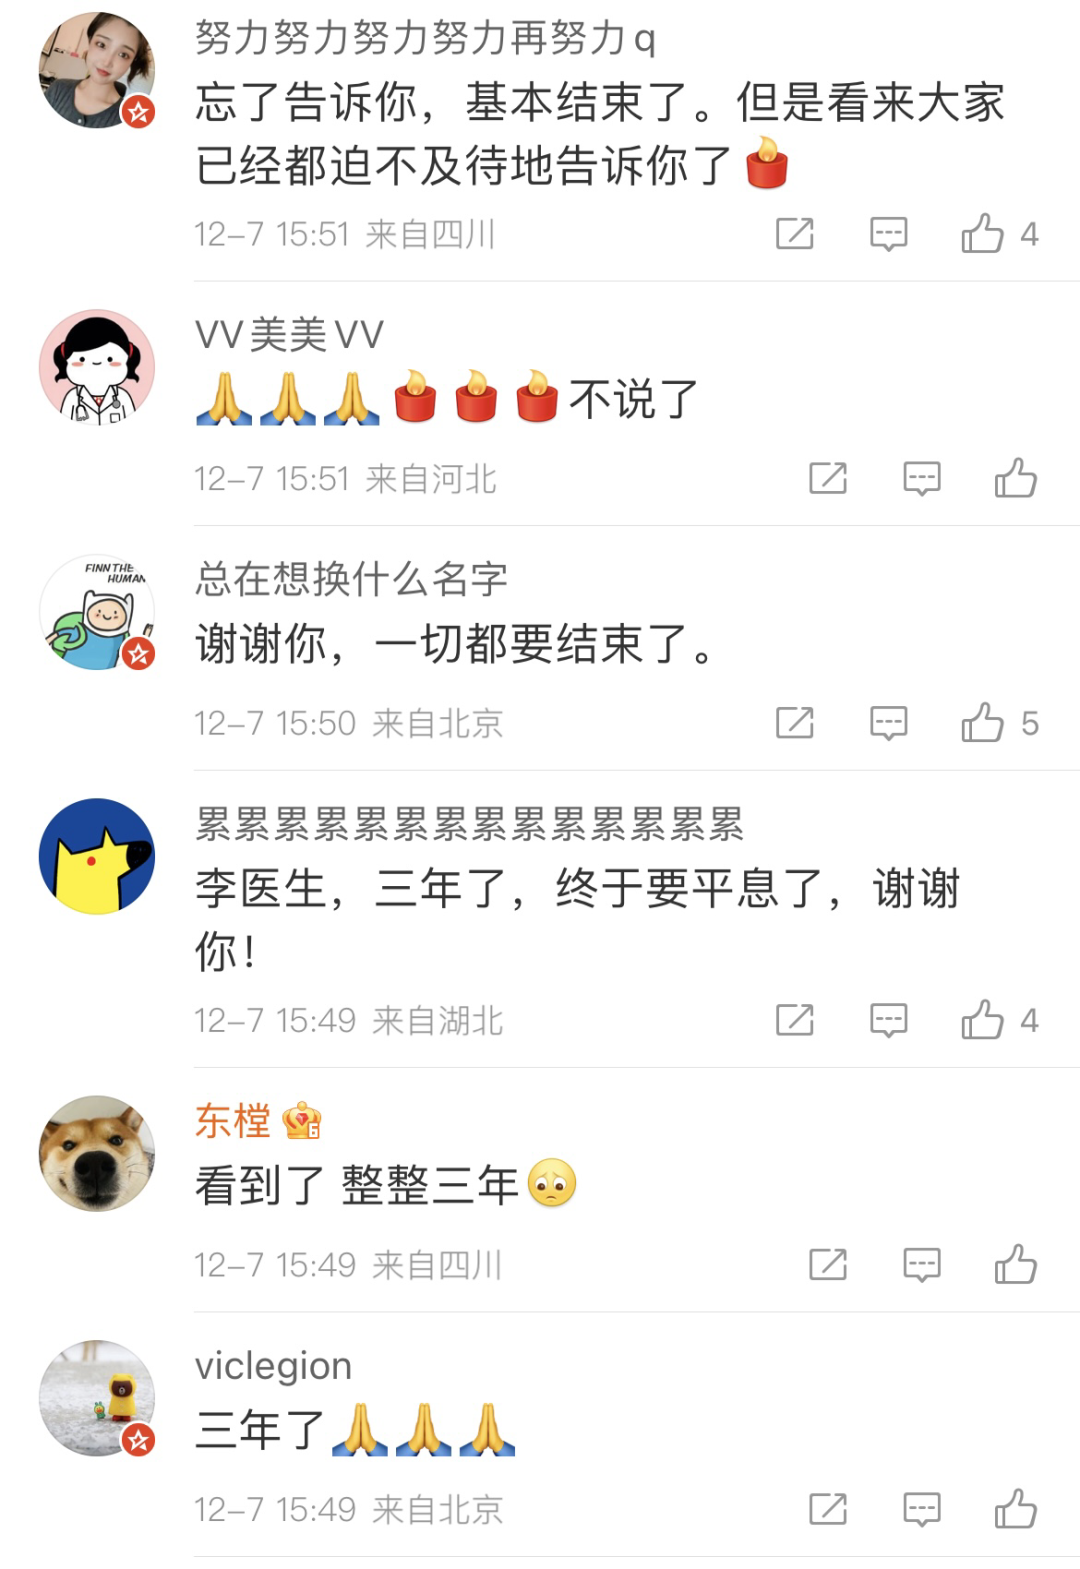 努力努力努力努力再努力q
忘了告诉你，基本结束了。但是看来大家
已经都迫不及待地告诉你了
12-7 15:51 来自四川
4
VV美美VV
不说了
12-7 15:51 来自河北
FINN THE
HUMAN
总在想换什么名字
谢谢你，一切都要结束了。
12-7 15:50 来自北京
5
累累累累累累累累累累累累累累
李医生，三年了，终于要平息了，谢谢
你！
12-7 15:49 来自湖北
4
东樘
6
看到了 整整三年
12-7 15:49 来自四川
viclegion
三年了
12-7 15:49 来自北京